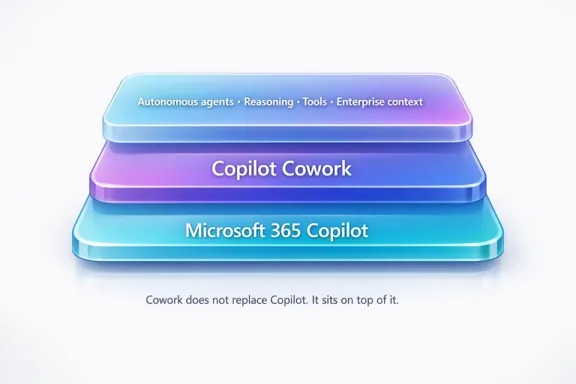 Autonomous agents · Reasoning · Tools · Enterprise context
Copilot Cowork
Microsoft 365 Copilot
Cowork does not replace Copilot. It sits on top of it.